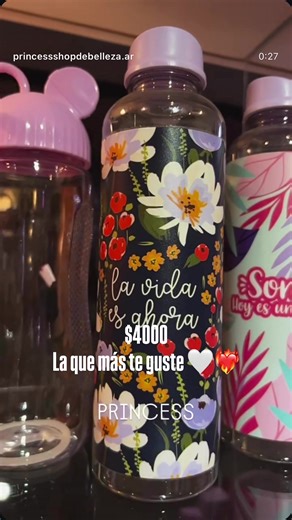 princessshopdebelleza.ar
0:27
la vida
es ahora
Son
Hoy es un
$4000
La que más te guste 🤍❤️‍🔥
PRINCESS